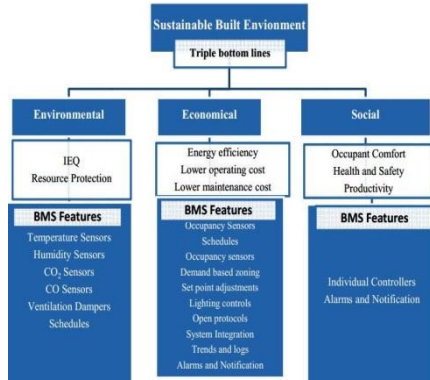 Sustainable Built Envionment
Triple bottom lines
Environmental
IEQ
Resource Protection
BMS Features
Temperature Sensors
Humidity Sensors
CO₂ Sensors
CO Sensors
Ventilation Dampers
Schedules
Economical
Energy efficiency
Lower operating cost
Lower maintenance cost
BMS Features
Occupancy Sensors
Schedules
Occupancy sensors
Demand based zoning
Set point adjustments
Lighting controls
Open protocols
System Integration
Trends and logs
Alarms and Notification
Social
Occupant Comfort
Health and Safety
Productivity
BMS Features
Individual Controllers
Alarms and Notification